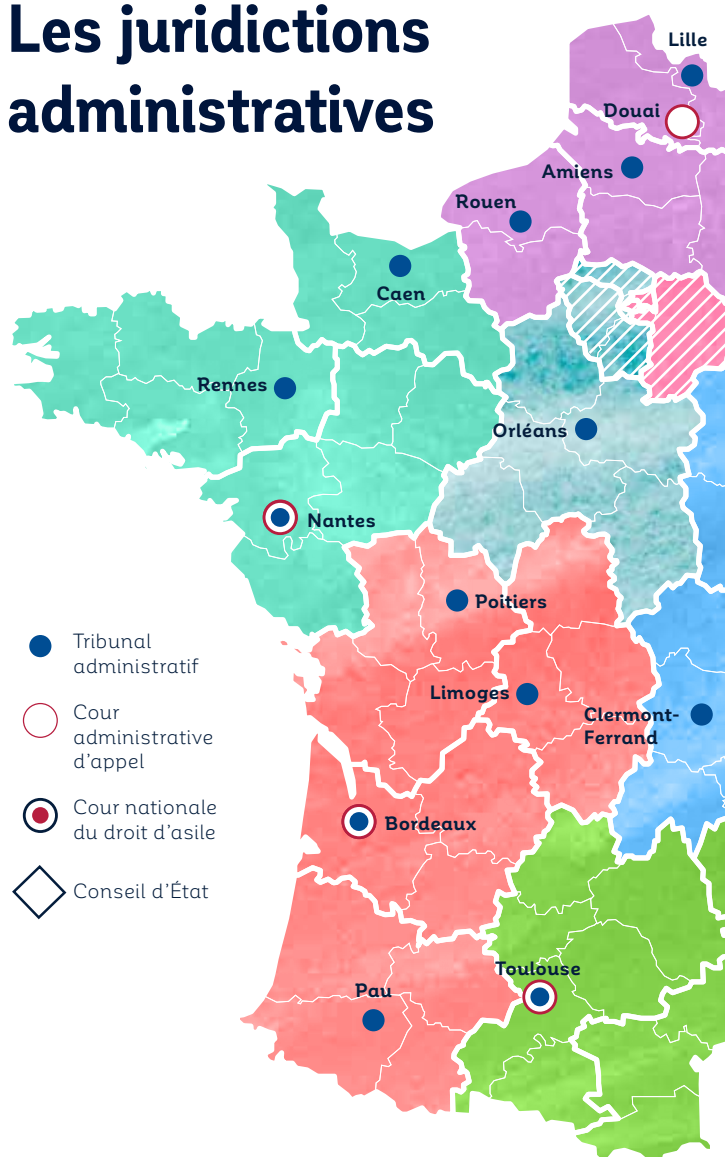 Les juridictions
administratives
Lille
Douai
Amiens
Rouen
Caen
Rennes
Orléans
Nantes
Poitiers
Limoges
Clermont-
Ferrand
Bordeaux
Toulouse
Pau
Tribunal
administratif
Cour
administrative
d’appel
Cour nationale
du droit d’asile
Conseil d’État